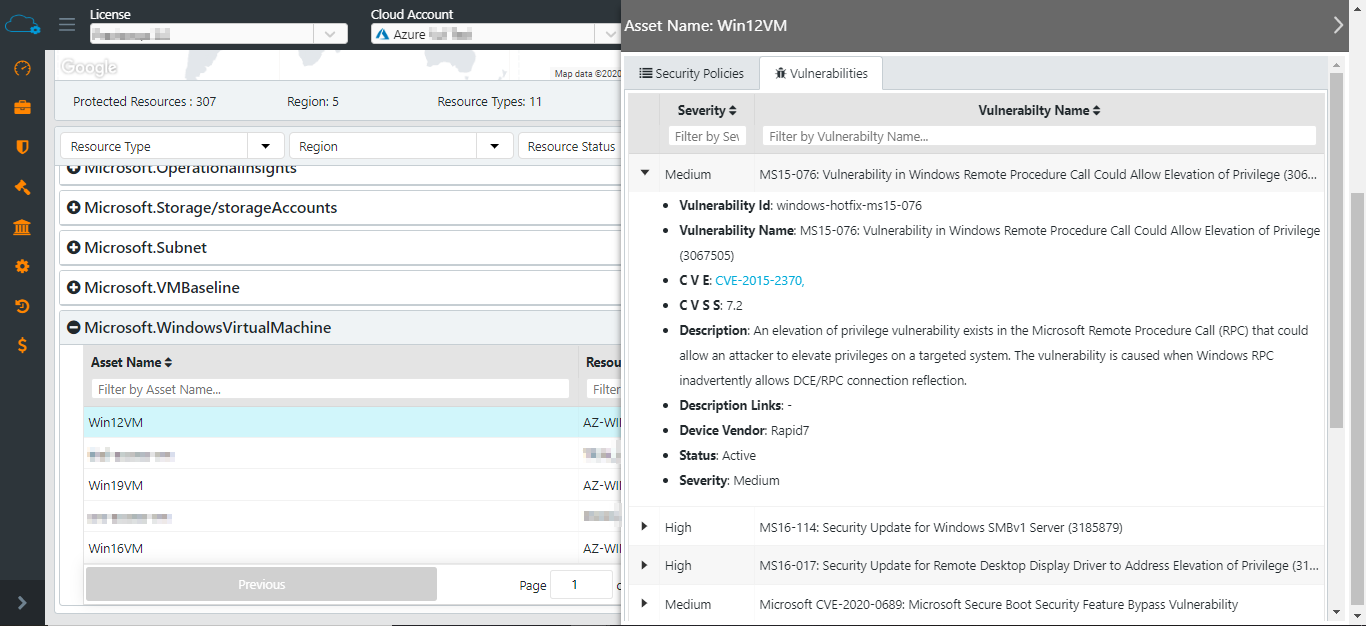 License
Cloud Account
Azure
Asset Name: Win12VM
Google
Map data ©2020
Protected Resources : 307
Region: 5
Resource Types: 11
Resource Type
Region
Resource Status
Microsoft.OperationalInsights
Microsoft.Storage/storageAccounts
Microsoft.Subnet
Microsoft.VMBaseline
Microsoft.WindowsVirtualMachine
Asset Name
Resou
Filter by Asset Name...
Filter
Win12VM
AZ-WI
Win19VM
AZ-WI
Win16VM
AZ-WI
Previous
Page
1
Security Policies
Vulnerabilities
Severity
Vulnerabilty Name
Filter by Sev
Filter by Vulnerabilty Name...
Medium
MS15-076: Vulnerability in Windows Remote Procedure Call Could Allow Elevation of Privilege (306...
• Vulnerability Id: windows-hotfix-ms15-076
• Vulnerability Name: MS15-076: Vulnerability in Windows Remote Procedure Call Could Allow Elevation of Privilege
(3067505)
• C V E: CVE-2015-2370,
• C V S S: 7.2
• Description: An elevation of privilege vulnerability exists in the Microsoft Remote Procedure Call (RPC) that could
allow an attacker to elevate privileges on a targeted system. The vulnerability is caused when Windows RPC
inadvertently allows DCE/RPC connection reflection.
• Description Links: -
• Device Vendor: Rapid7
• Status: Active
• Severity: Medium
High
MS16-114: Security Update for Windows SMBv1 Server (3185879)
High
MS16-017: Security Update for Remote Desktop Display Driver to Address Elevation of Privilege (31...
Medium
Microsoft CVE-2020-0689: Microsoft Secure Boot Security Feature Bypass Vulnerability